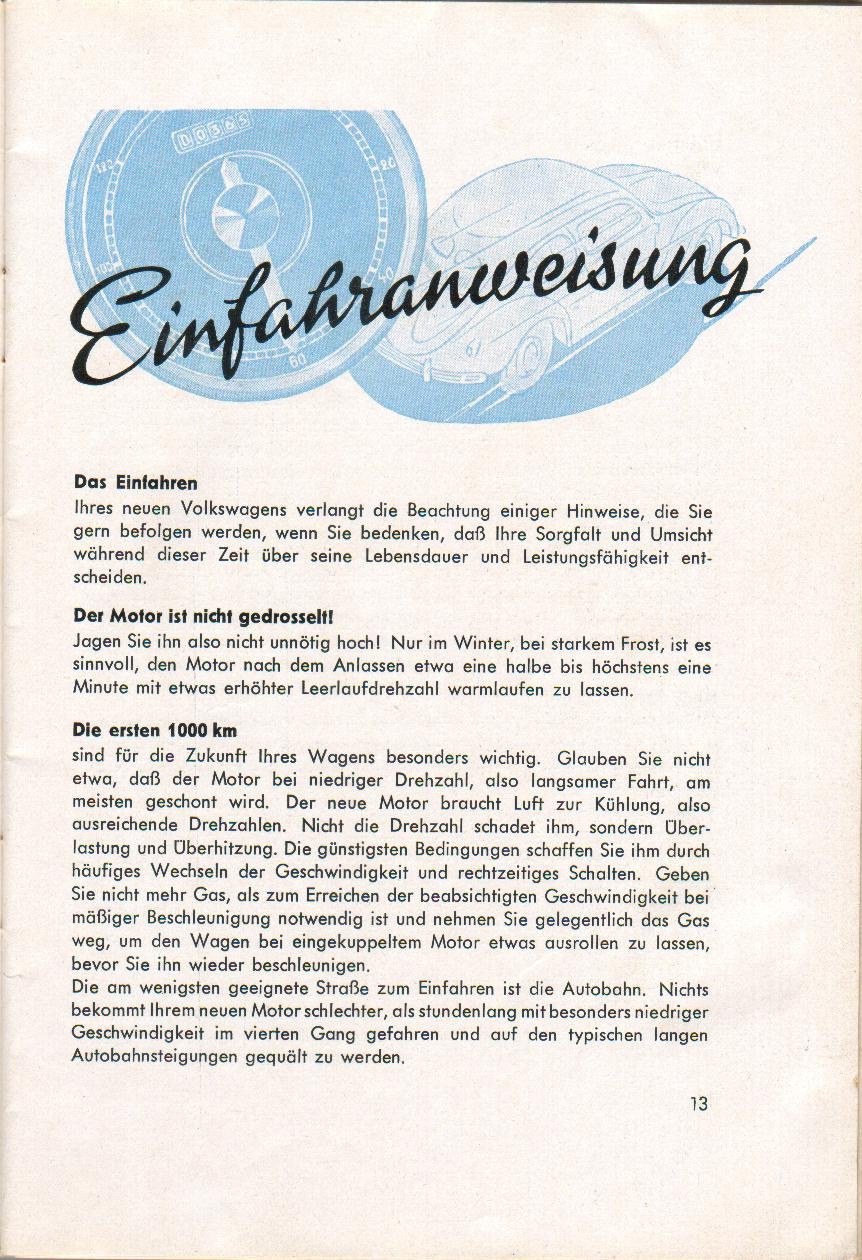 00365
120
20
100
40
60
Einfahranweisung
Das Einfahren
Ihres neuen Volkswagens verlangt die Beachtung einiger Hinweise, die Sie
gern befolgen werden, wenn Sie bedenken, daß Ihre Sorgfalt und Umsicht
während dieser Zeit über seine Lebensdauer und Leistungsfähigkeit ent-
scheiden.
Der Motor ist nicht gedrosselt!
Jagen Sie ihn also nicht unnötig hoch! Nur im Winter, bei starkem Frost, ist es
sinnvoll, den Motor nach dem Anlassen etwa eine halbe bis höchstens eine
Minute mit etwas erhöhter Leerlaufdrehzahl warmlaufen zu lassen.
Die ersten 1000 km
sind für die Zukunft Ihres Wagens besonders wichtig. Glauben Sie nicht
etwa, daß der Motor bei niedriger Drehzahl, also langsamer Fahrt, am
meisten geschont wird. Der neue Motor braucht Luft zur Kühlung, also
ausreichende Drehzahlen. Nicht die Drehzahl schadet ihm, sondern Über-
lastung und Überhitzung. Die günstigsten Bedingungen schaffen Sie ihm durch
häufiges Wechseln der Geschwindigkeit und rechtzeitiges Schalten. Geben
Sie nicht mehr Gas, als zum Erreichen der beabsichtigten Geschwindigkeit bei
mäßiger Beschleunigung notwendig ist und nehmen Sie gelegentlich das Gas
weg, um den Wagen bei eingekuppeltem Motor etwas ausrollen zu lassen,
bevor Sie ihn wieder beschleunigen.
Die am wenigsten geeignete Straße zum Einfahren ist die Autobahn. Nichts
bekommt Ihrem neuen Motor schlechter, als stundenlang mit besonders niedriger
Geschwindigkeit im vierten Gang gefahren und auf den typischen langen
Autobahnsteigungen gequält zu werden.
13